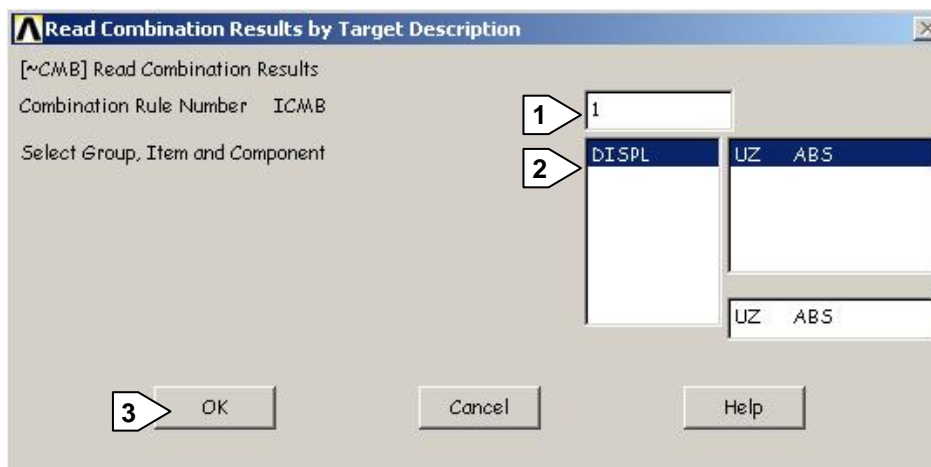 Read Combination Results by Target Description
[~CMB] Read Combination Results
Combination Rule Number ICMB
1
1
Select Group, Item and Component
2
DISPL
UZ ABS
UZ ABS
3
OK
Cancel
Help